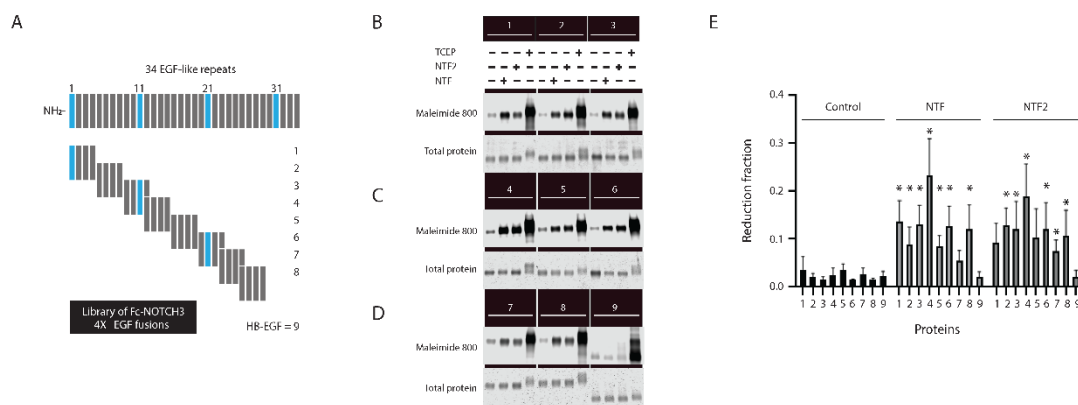 A
34 EGF-like repeats
1 11 21 31
NH₂-
1
2
3
4
5
6
7
8
Library of Fc-NOTCH3
4X EGF fusions
HB-EGF = 9
B
1 2 3
TCEP - - - + - - - + - - - +
NTF2 - - + - - - + - - - + -
NTF - + - - - + - - - + - -
Maleimide 800
Total protein
C
4 5 6
Maleimide 800
Total protein
D
7 8 9
Maleimide 800
Total protein
E
0.4
0.3
0.2
0.1
0.0
Reduction fraction
Control NTF NTF2
* * * * * * *
* * * * * *
1 2 3 4 5 6 7 8 9 1 2 3 4 5 6 7 8 9 1 2 3 4 5 6 7 8 9
Proteins